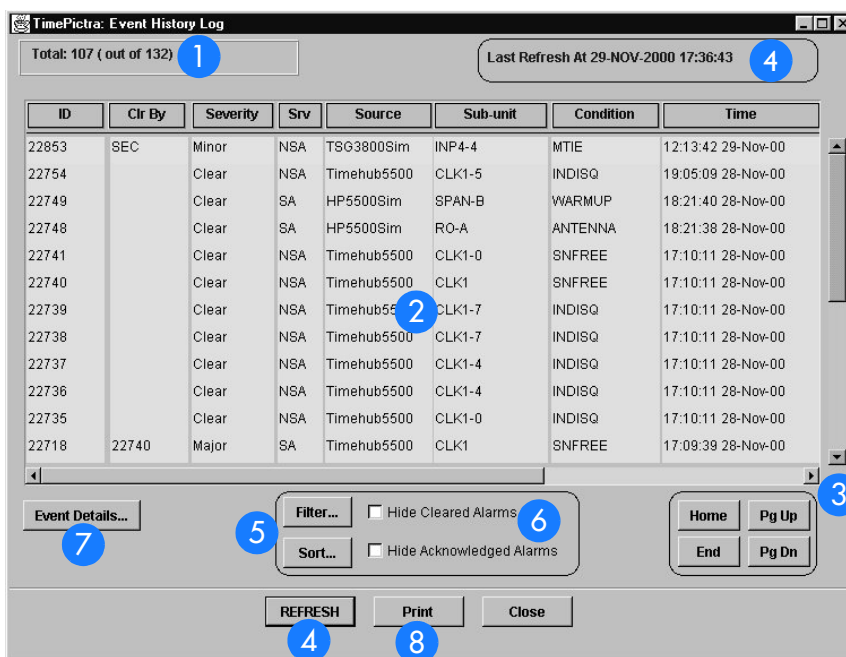 TimePictra: Event History Log
Total: 107 ( out of 132) 1
Last Refresh At 29-NOV-2000 17:36:43 4
ID Clr By Severity Srv Source Sub-unit Condition Time
22853 SEC Minor NSA TSG3800Sim INP4-4 MTIE 12:13:42 29-Nov-00
22754 Clear NSA Timehub5500 CLK1-5 INDISQ 19:05:09 28-Nov-00
22749 Clear SA HP5500Sim SPAN-B WARMUP 18:21:40 28-Nov-00
22748 Clear SA HP5500Sim RO-A ANTENNA 18:21:38 28-Nov-00
22741 Clear NSA Timehub5500 CLK1-0 SNFREE 17:10:11 28-Nov-00
22740 Clear NSA Timehub5500 CLK1 SNFREE 17:10:11 28-Nov-00
22739 Clear NSA 2 CLK1-7 INDISQ 17:10:11 28-Nov-00
22738 Clear NSA Timehub5500 CLK1-7 INDISQ 17:10:11 28-Nov-00
22737 Clear NSA Timehub5500 CLK1-4 INDISQ 17:10:11 28-Nov-00
22736 Clear NSA Timehub5500 CLK1-4 INDISQ 17:10:11 28-Nov-00
22735 Clear NSA Timehub5500 CLK1-0 INDISQ 17:10:11 28-Nov-00
22718 22740 Major SA Timehub5500 CLK1 SNFREE 17:09:39 28-Nov-00
3
Event Details... 7
5 Filter... Hide Cleared Alarms 6
Sort... Hide Acknowledged Alarms
Home Pg Up
End Pg Dn
REFRESH Print Close
4 8